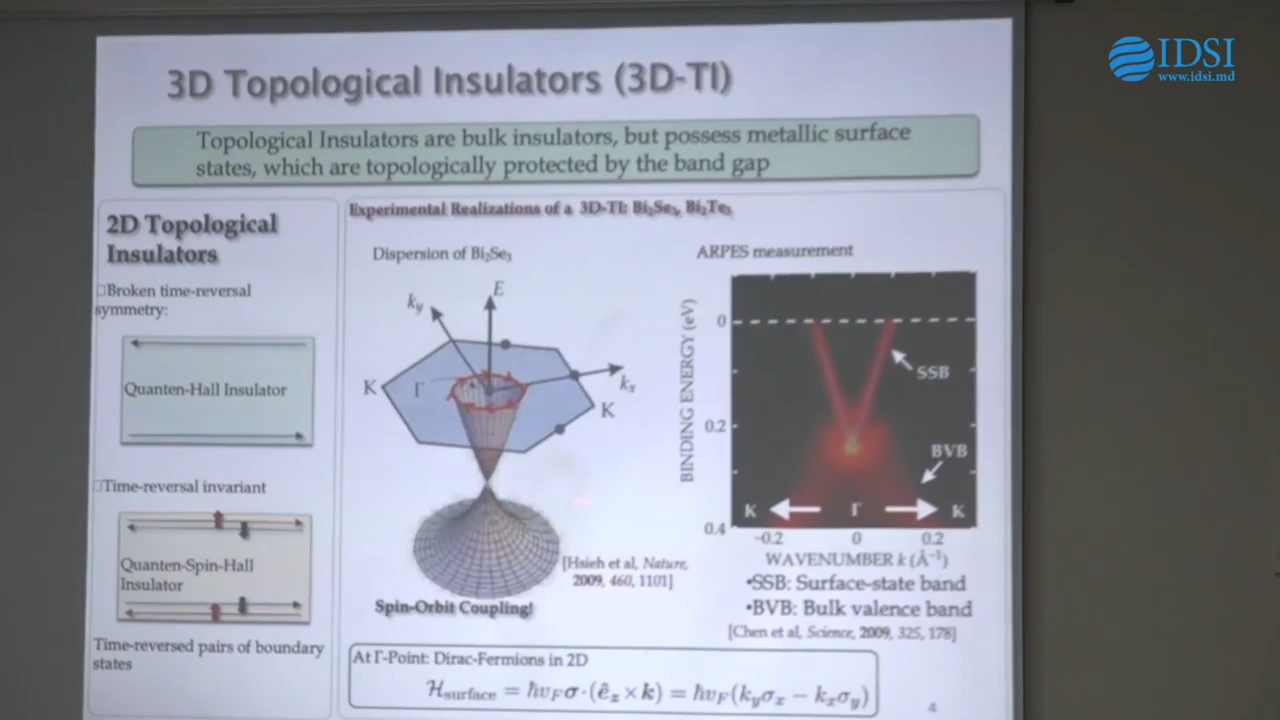 IDSI
www.idsi.md
3D Topological Insulators (3D-TI)
Topological Insulators are bulk insulators, but possess metallic surface
states, which are topologically protected by the band gap
2D Topological
Insulators
□Broken time-reversal
symmetry:
Quanten-Hall Insulator
□Time-reversal invariant
Quanten-Spin-Hall
Insulator
Time-reversed pairs of boundary
states
Experimental Realizations of a 3D-TI: Bi₂Se₃, Bi₂Te₃
Dispersion of Bi₂Se₃
E
k_y
K
Γ
k_x
K
[Hsieh et al, Nature,
2009, 460, 1101]
Spin-Orbit Coupling!
ARPES measurement
BINDING ENERGY (eV)
0
0.2
0.4
SSB
BVB
K Γ K
-0.2 0 0.2
WAVENUMBER k (Å⁻¹)
•SSB: Surface-state band
•BVB: Bulk valence band
[Chen et al, Science, 2009, 325, 178]
At Γ-Point: Dirac-Fermions in 2D
ℋ_surface = ħv_F σ·(ê_z × k) = ħv_F(k_yσ_x − k_xσ_y)
4